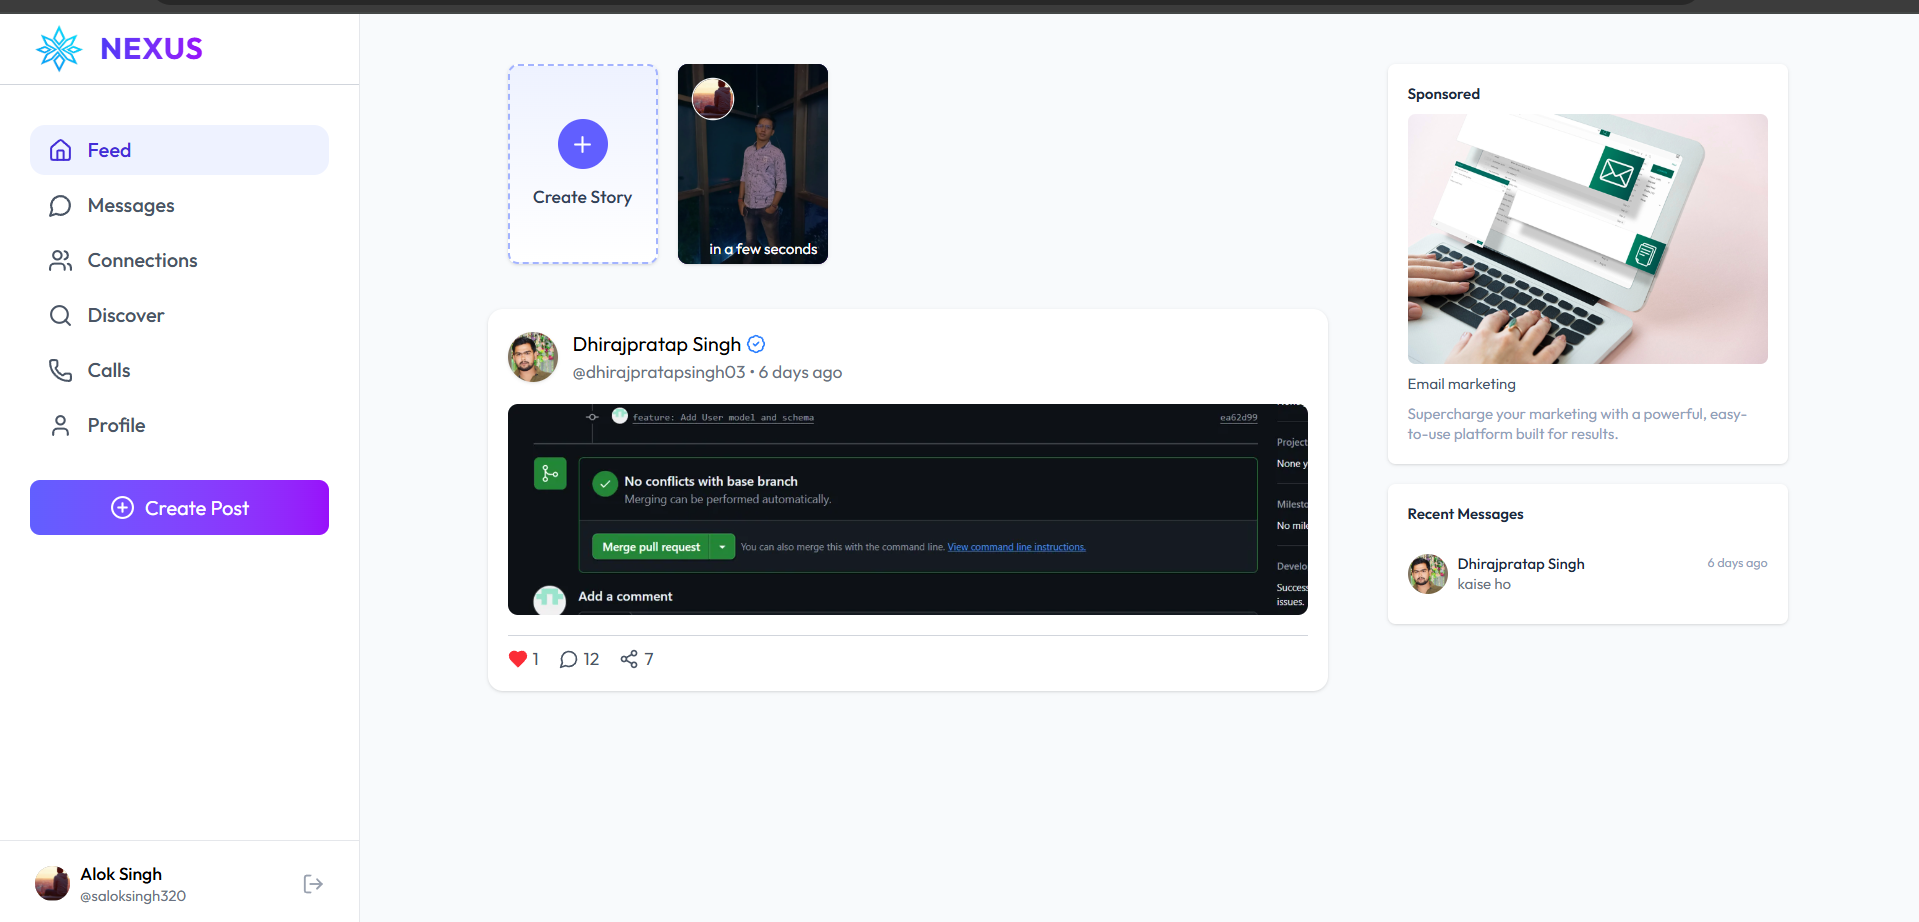 NEXUS
Feed
Messages
Connections
Discover
Calls
Profile
Create Post
Alok Singh
@saloksingh320
Create Story
in a few seconds
Dhirajpratap Singh
@dhirajpratapsingh03 • 6 days ago
feature: Add User model and schema
ea62d99
No conflicts with base branch
Merging can be performed automatically.
Merge pull request
You can also merge this with the command line. View command line instructions.
Add a comment
Project
None y
Milesto
No mile
Develo
Success
issues.
1
12
7
Sponsored
Email marketing
Supercharge your marketing with a powerful, easy-
to-use platform built for results.
Recent Messages
Dhirajpratap Singh
6 days ago
kaise ho